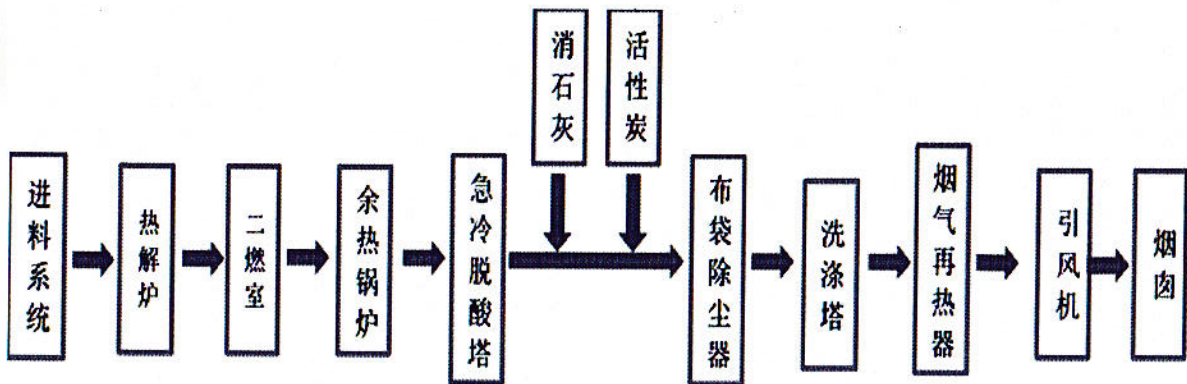 消石灰
活性炭
进料系统
热解炉
二燃室
余热锅炉
急冷脱酸塔
布袋除尘器
洗涤塔
烟气再热器
引风机
烟囱